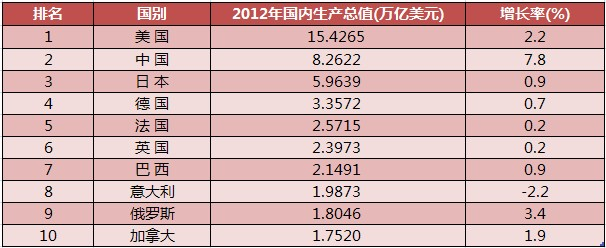 排名 国别 2012年国内生产总值(万亿美元) 增长率(%)
1 美 国 15.4265 2.2
2 中 国 8.2622 7.8
3 日 本 5.9639 0.9
4 德 国 3.3572 0.7
5 法 国 2.5715 0.2
6 英 国 2.3973 0.2
7 巴 西 2.1491 0.9
8 意大利 1.9873 -2.2
9 俄罗斯 1.8046 3.4
10 加拿大 1.7520 1.9